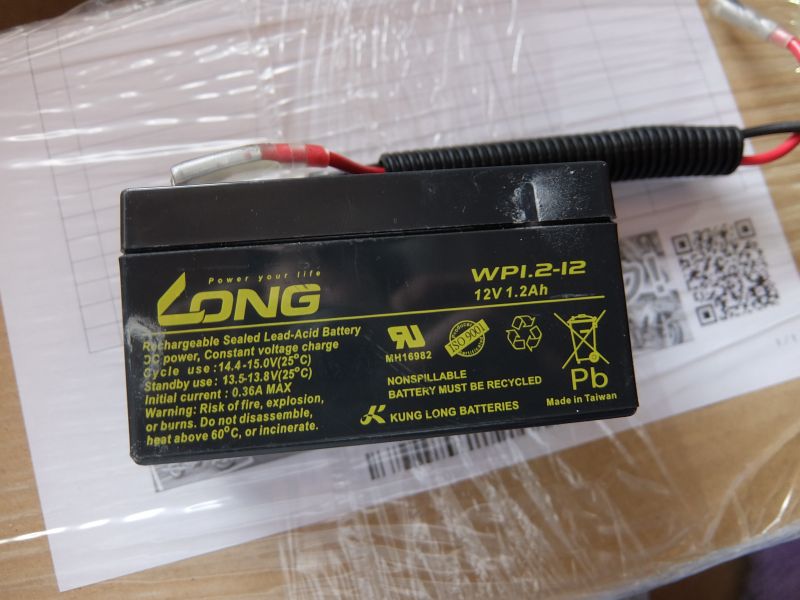 Power your life
LONG
WP1.2-12
12V 1.2Ah
Rechargeable Sealed Lead-Acid Battery
DC power, Constant voltage charge
Cycle use : 14.4-15.0V(25°C)
Standby use : 13.5-13.8V(25°C)
Initial current : 0.36A MAX
Warning: Risk of fire, explosion,
or burns. Do not disassemble,
heat above 60°C, or incinerate.
MH16982
ISO 9001
NONSPILLABLE
BATTERY MUST BE RECYCLED
KUNG LONG BATTERIES
Pb
Made in Taiwan